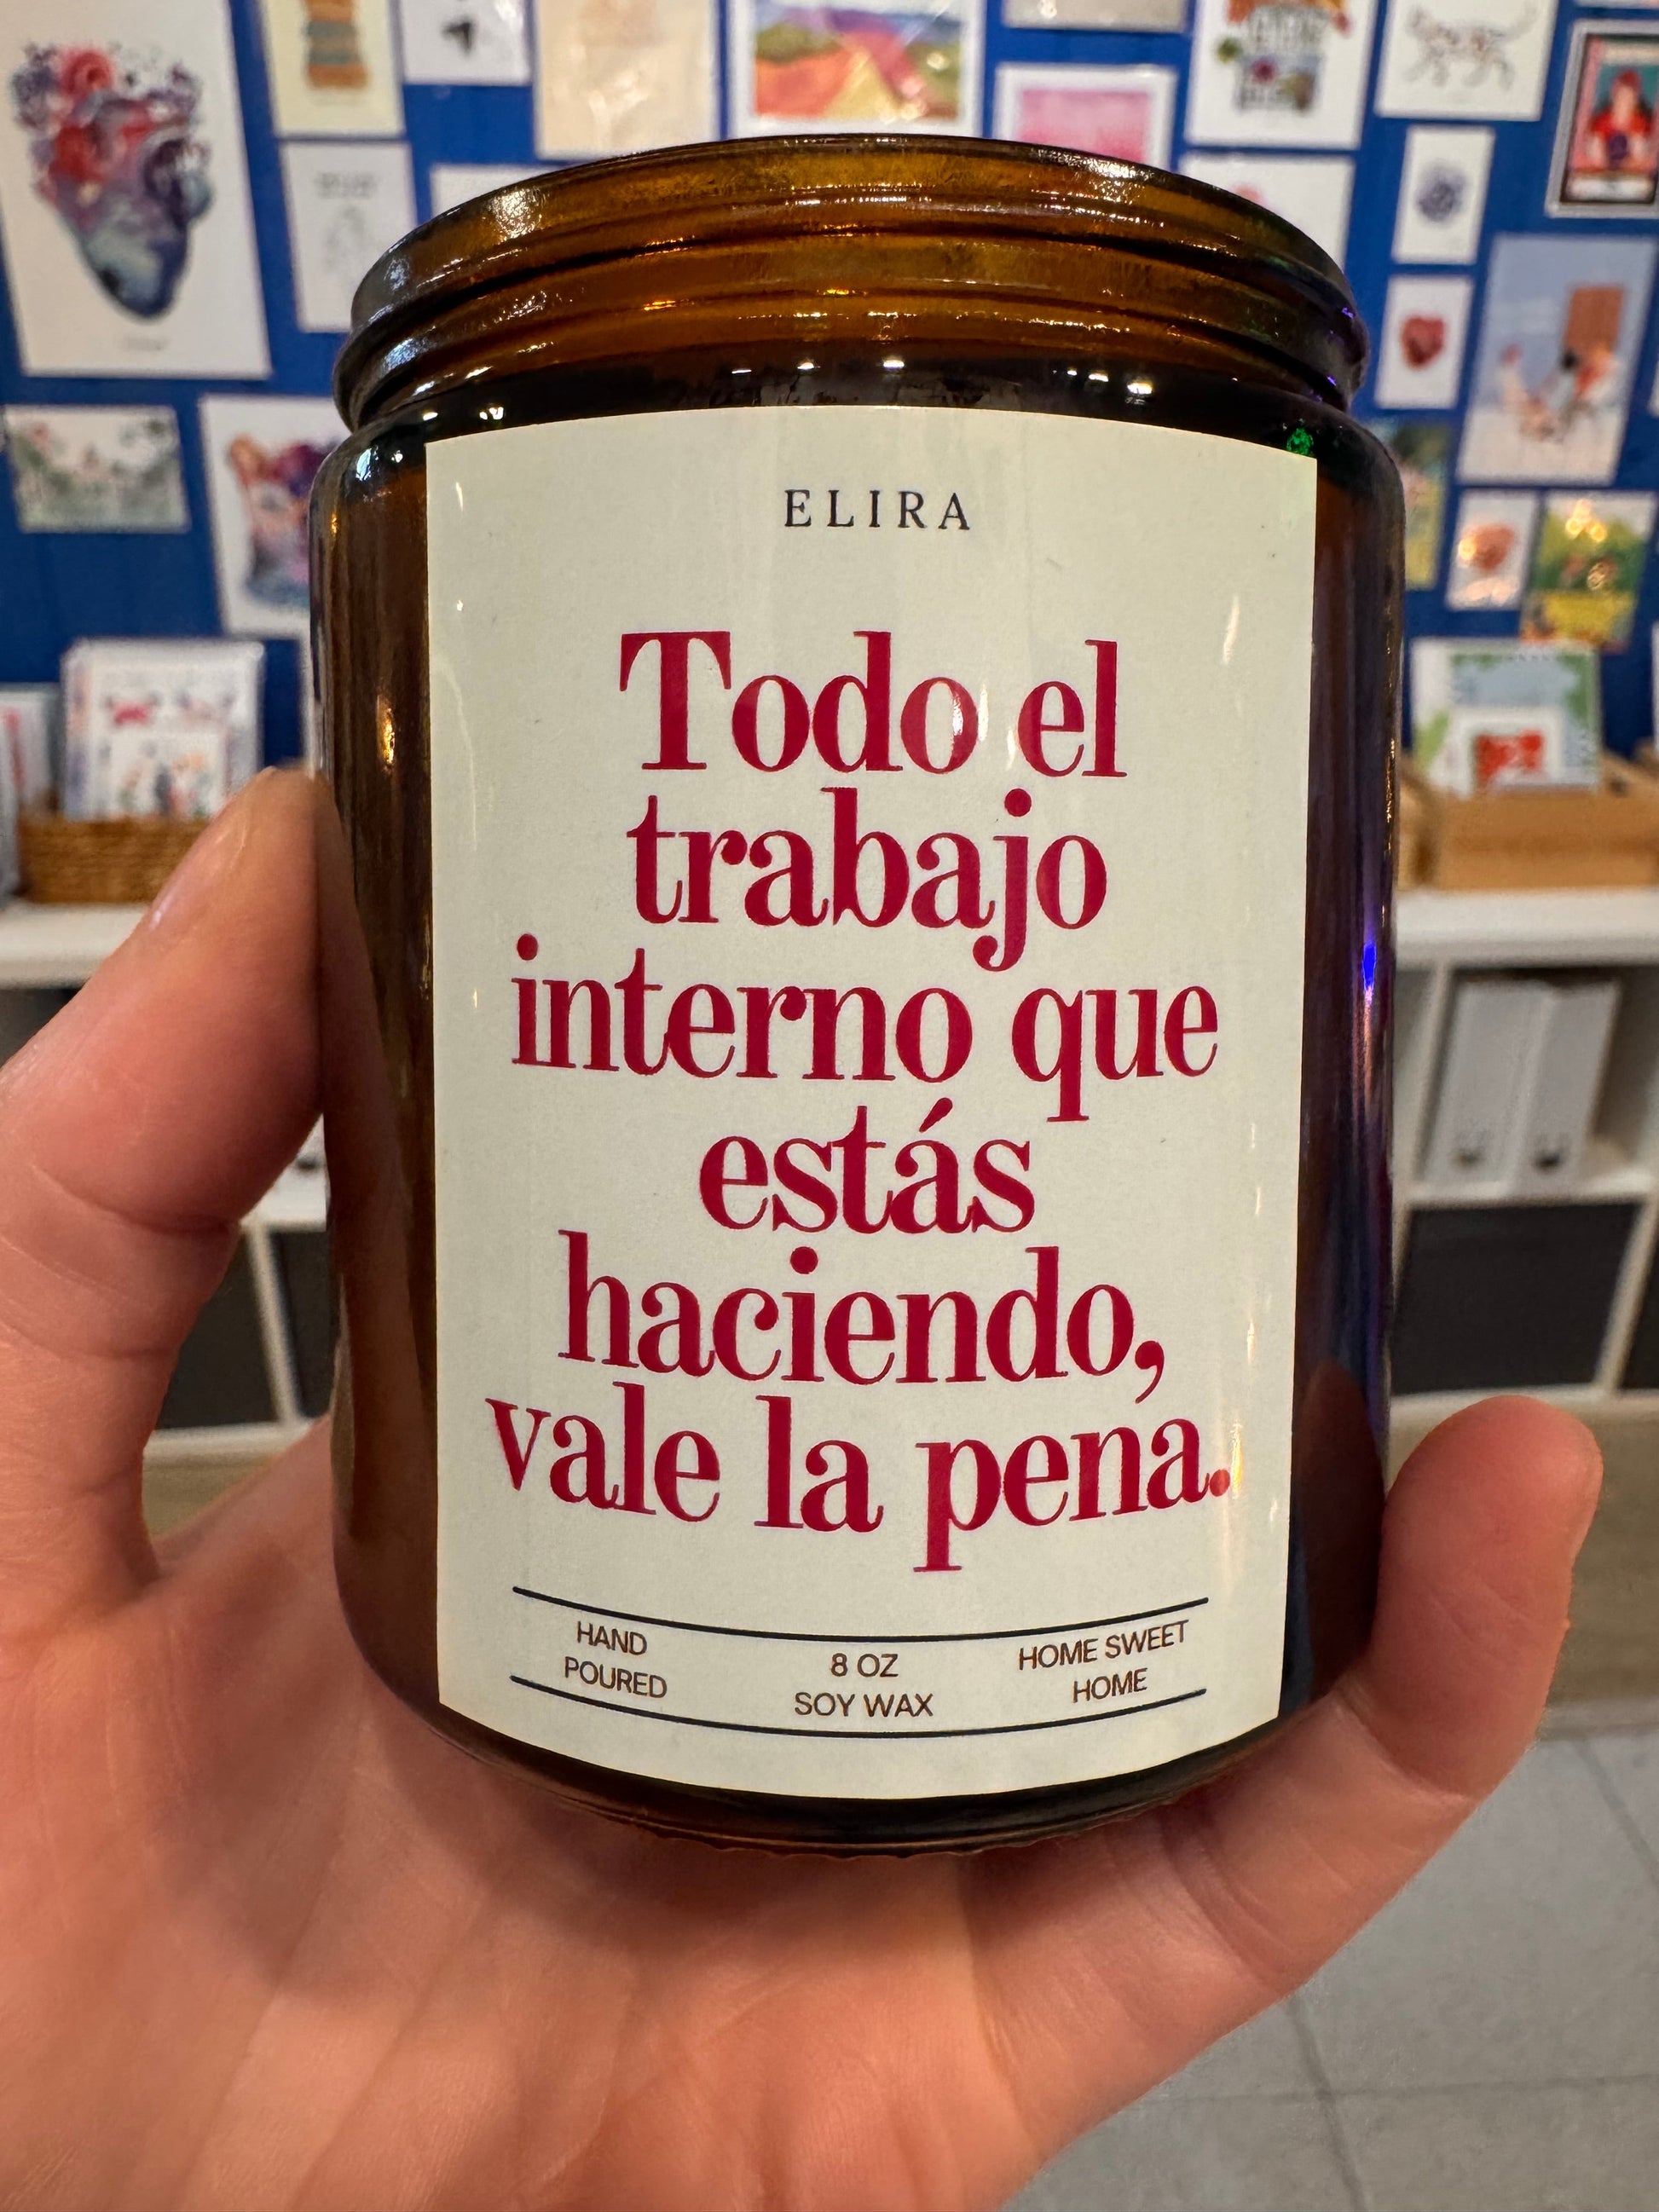 ELIRA
Todo el
trabajo
interno que
estás
haciendo,
vale la pena.
HAND
POURED
8 OZ
SOY WAX
HOME SWEET
HOME